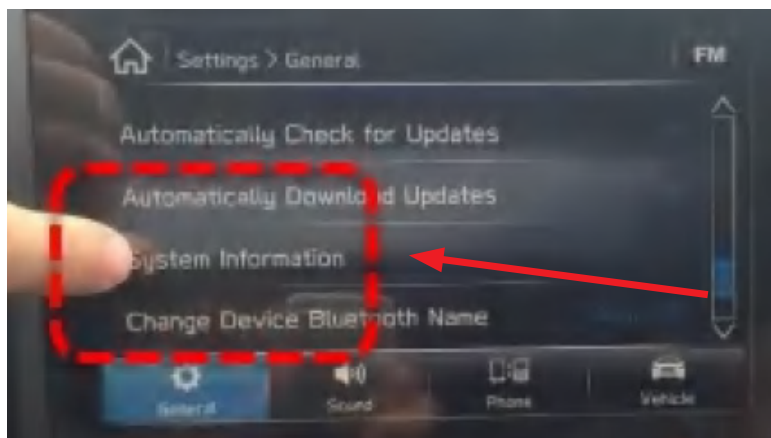 Settings > General
FM
Automatically Check for Updates
Automatically Download Updates
System Information
Change Device Bluetooth Name
General
Sound
Phone
Vehicle